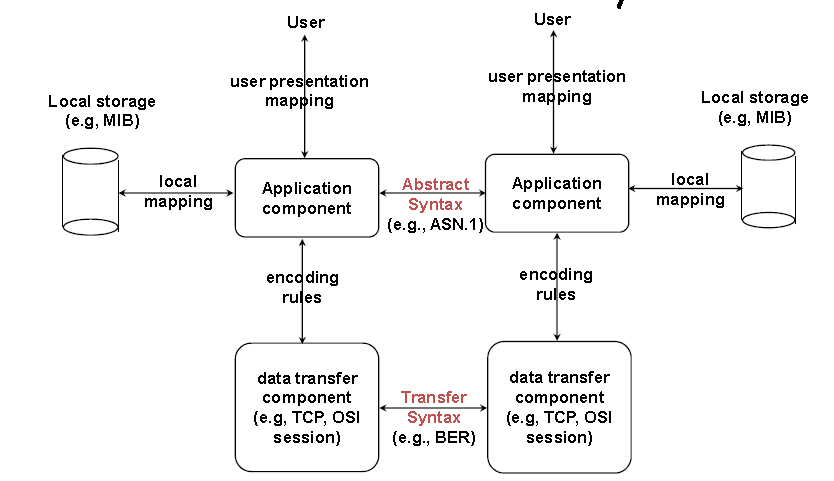 User
User
user presentation
mapping
user presentation
mapping
Local storage
(e.g, MIB)
Local storage
(e.g, MIB)
local
mapping
Application
component
Abstract
Syntax
(e.g., ASN.1)
Application
component
local
mapping
encoding
rules
encoding
rules
data transfer
component
(e.g, TCP, OSI
session)
Transfer
Syntax
(e.g., BER)
data transfer
component
(e.g, TCP, OSI
session)